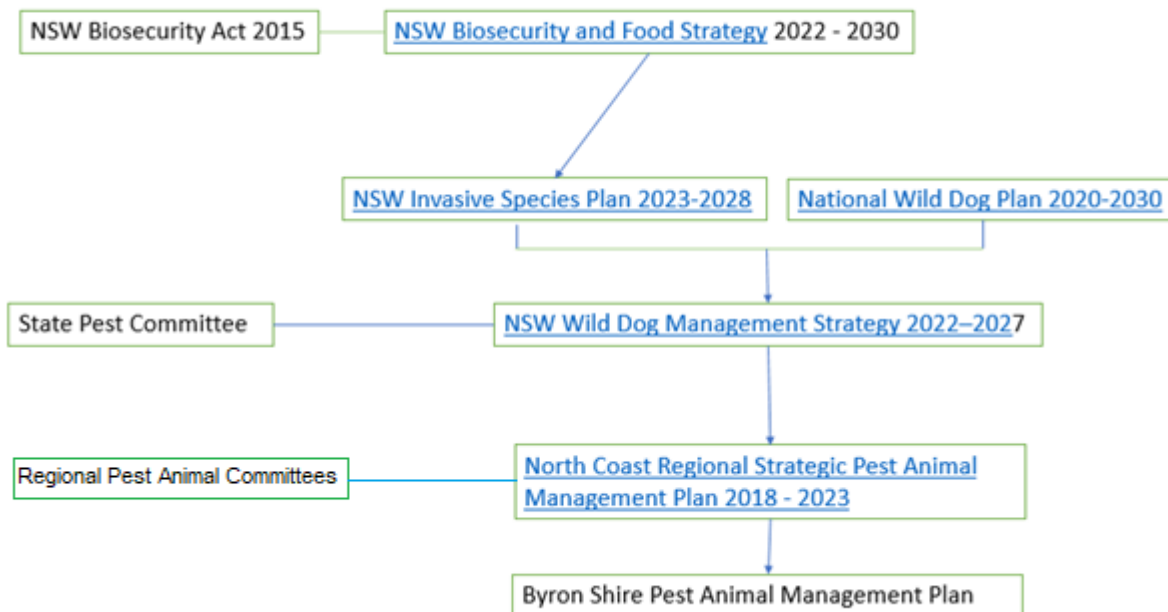 NSW Biosecurity Act 2015
NSW Biosecurity and Food Strategy 2022 - 2030
NSW Invasive Species Plan 2023-2028
National Wild Dog Plan 2020-2030
State Pest Committee
NSW Wild Dog Management Strategy 2022–2027
Regional Pest Animal Committees
North Coast Regional Strategic Pest Animal
Management Plan 2018 - 2023
Byron Shire Pest Animal Management Plan